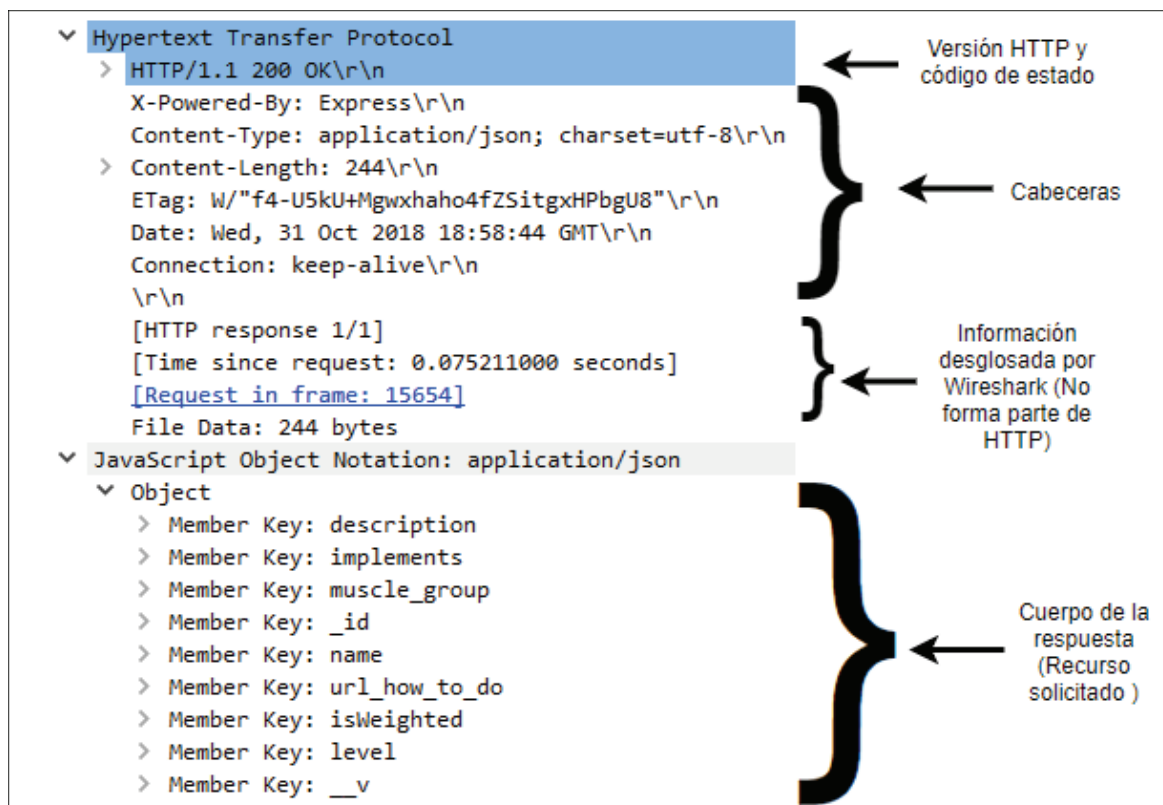 Hypertext Transfer Protocol
HTTP/1.1 200 OK\r\n
X-Powered-By: Express\r\n
Content-Type: application/json; charset=utf-8\r\n
Content-Length: 244\r\n
ETag: W/"f4-U5kU+Mgwxhaho4fZSitgxHPbgU8"\r\n
Date: Wed, 31 Oct 2018 18:58:44 GMT\r\n
Connection: keep-alive\r\n
\r\n
[HTTP response 1/1]
[Time since request: 0.075211000 seconds]
[Request in frame: 15654]
File Data: 244 bytes
JavaScript Object Notation: application/json
Object
Member Key: description
Member Key: implements
Member Key: muscle_group
Member Key: _id
Member Key: name
Member Key: url_how_to_do
Member Key: isWeighted
Member Key: level
Member Key: __v
Versión HTTP y
código de estado
Cabeceras
Información
desglosada por
Wireshark (No
forma parte de
HTTP)
Cuerpo de la
respuesta
(Recurso
solicitado )